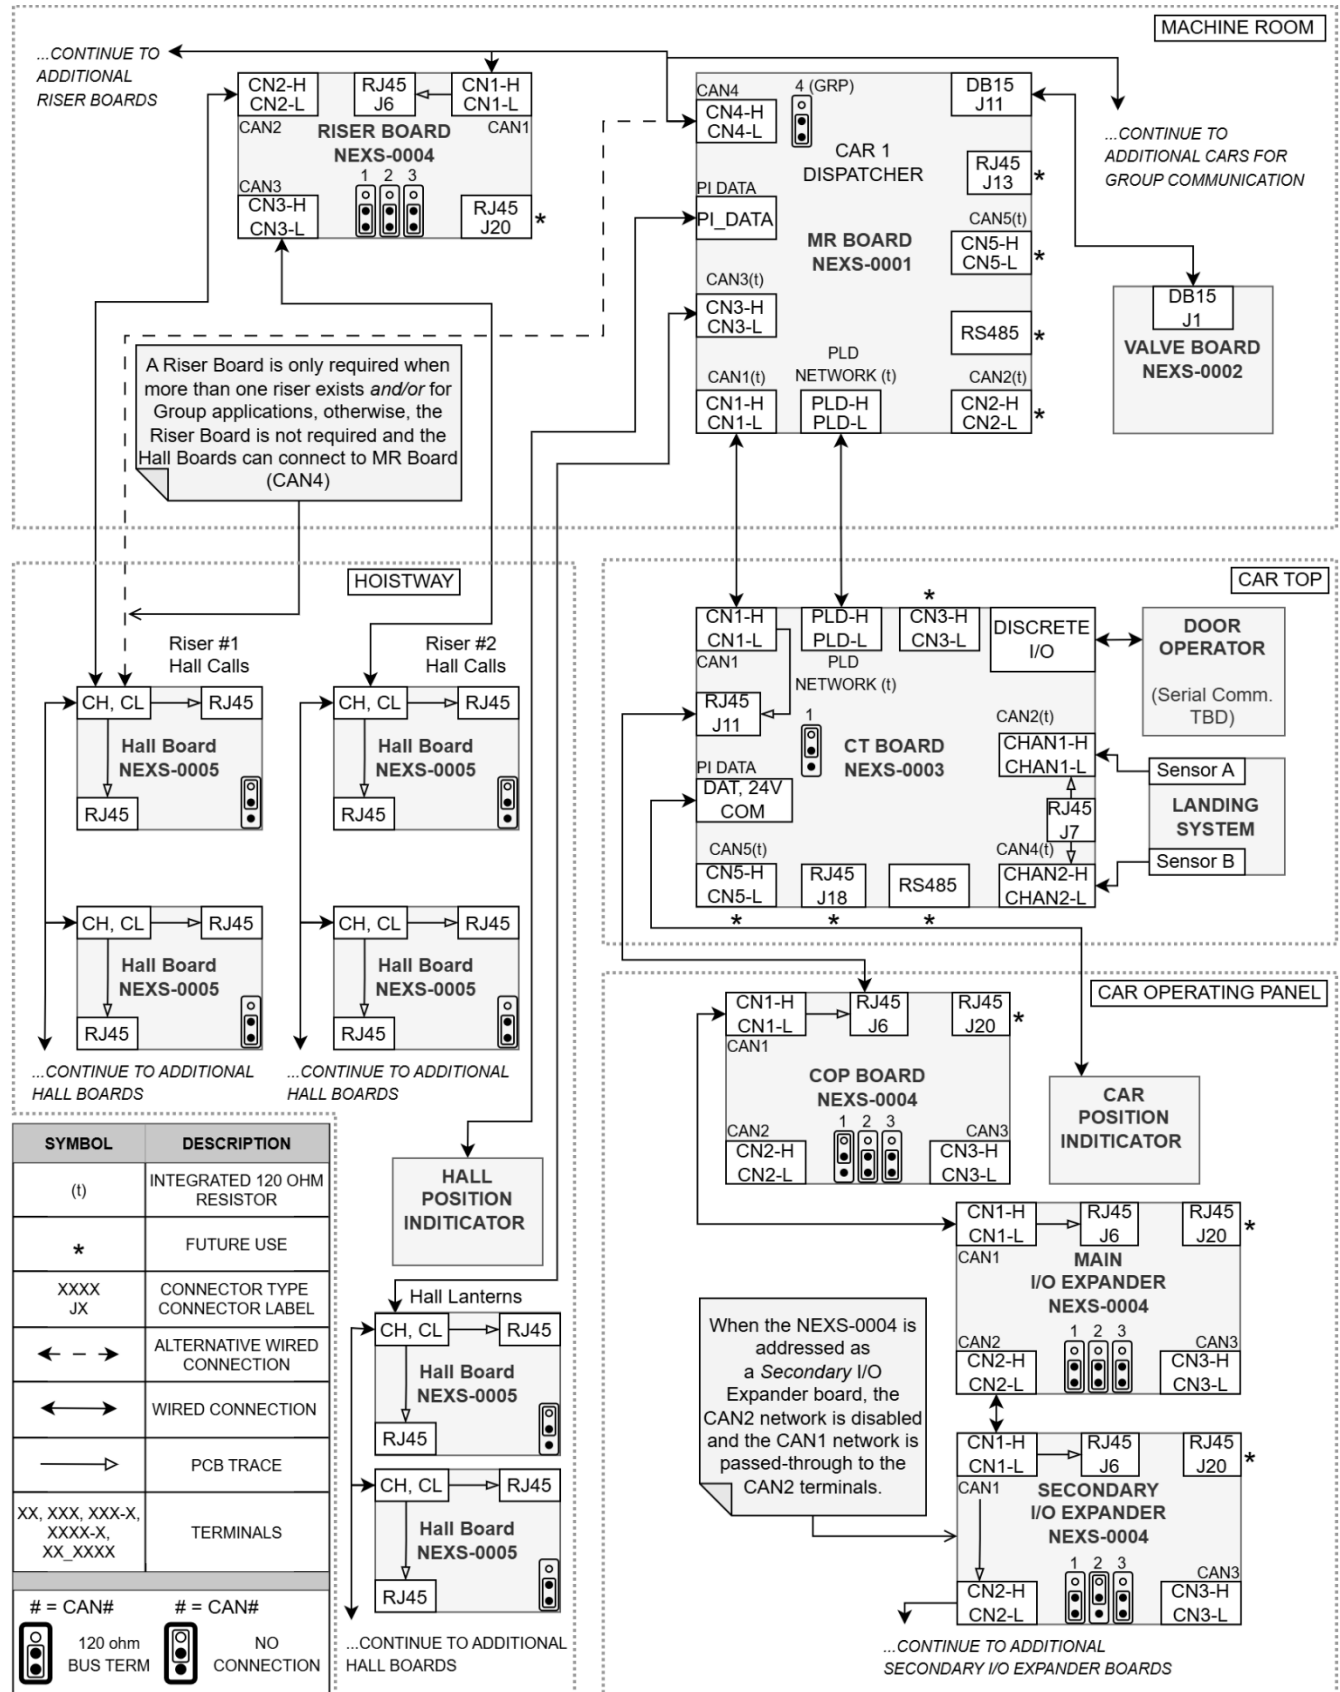 MACHINE ROOM
...CONTINUE TO
ADDITIONAL
RISER BOARDS
CN2-H
CN2-L
CAN2
RJ45
J6
CN1-H
CN1-L
CAN1
RISER BOARD
NEXS-0004
1 2 3
CAN3
CN3-H
CN3-L
RJ45
J20
*
CAN4
CN4-H
CN4-L
4 (GRP)
DB15
J11
CAR 1
DISPATCHER
RJ45
J13
*
PI DATA
PI_DATA
MR BOARD
NEXS-0001
CAN5(t)
CN5-H
CN5-L
*
CAN3(t)
CN3-H
CN3-L
RS485
*
PLD
NETWORK (t)
CAN1(t)
CN1-H
CN1-L
PLD-H
PLD-L
CAN2(t)
CN2-H
CN2-L
*
...CONTINUE TO
ADDITIONAL CARS FOR
GROUP COMMUNICATION
DB15
J1
VALVE BOARD
NEXS-0002
A Riser Board is only required when
more than one riser exists and/or for
Group applications, otherwise, the
Riser Board is not required and the
Hall Boards can connect to MR Board
(CAN4)
HOISTWAY
Riser #1
Hall Calls
Riser #2
Hall Calls
CH, CL
RJ45
Hall Board
NEXS-0005
RJ45
CH, CL
RJ45
Hall Board
NEXS-0005
RJ45
CH, CL
RJ45
Hall Board
NEXS-0005
RJ45
CH, CL
RJ45
Hall Board
NEXS-0005
RJ45
...CONTINUE TO ADDITIONAL
HALL BOARDS
...CONTINUE TO ADDITIONAL
HALL BOARDS
CAR TOP
CN1-H
CN1-L
CAN1
PLD-H
PLD-L
PLD
NETWORK (t)
*
CN3-H
CN3-L
DISCRETE
I/O
DOOR
OPERATOR
(Serial Comm.
TBD)
RJ45
J11
1
CT BOARD
NEXS-0003
CAN2(t)
CHAN1-H
CHAN1-L
PI DATA
DAT, 24V
COM
RJ45
J7
Sensor A
LANDING
SYSTEM
Sensor B
CAN5(t)
CN5-H
CN5-L
*
RJ45
J18
*
RS485
*
CAN4(t)
CHAN2-H
CHAN2-L
CAR OPERATING PANEL
CN1-H
CN1-L
CAN1
RJ45
J6
RJ45
J20
*
COP BOARD
NEXS-0004
1 2 3
CAN2
CN2-H
CN2-L
CAN3
CN3-H
CN3-L
CAR
POSITION
INDITICATOR
CN1-H
CN1-L
CAN1
RJ45
J6
RJ45
J20
*
MAIN
I/O EXPANDER
NEXS-0004
1 2 3
CAN2
CN2-H
CN2-L
CAN3
CN3-H
CN3-L
When the NEXS-0004 is
addressed as
a Secondary I/O
Expander board, the
CAN2 network is disabled
and the CAN1 network is
passed-through to the
CAN2 terminals.
CN1-H
CN1-L
CAN1
RJ45
J6
RJ45
J20
*
SECONDARY
I/O EXPANDER
NEXS-0004
1 2 3
CN2-H
CN2-L
CAN3
CN3-H
CN3-L
...CONTINUE TO ADDITIONAL
SECONDARY I/O EXPANDER BOARDS
HALL
POSITION
INDITICATOR
Hall Lanterns
CH, CL
RJ45
Hall Board
NEXS-0005
RJ45
CH, CL
RJ45
Hall Board
NEXS-0005
RJ45
...CONTINUE TO ADDITIONAL
HALL BOARDS
SYMBOL DESCRIPTION
(t)
INTEGRATED 120 OHM
RESISTOR
*
FUTURE USE
XXXX
JX
CONNECTOR TYPE
CONNECTOR LABEL
ALTERNATIVE WIRED
CONNECTION
WIRED CONNECTION
PCB TRACE
XX, XXX, XXX-X,
XXXX-X,
XX_XXXX
TERMINALS
# = CAN#
120 ohm
BUS TERM
# = CAN#
NO
CONNECTION